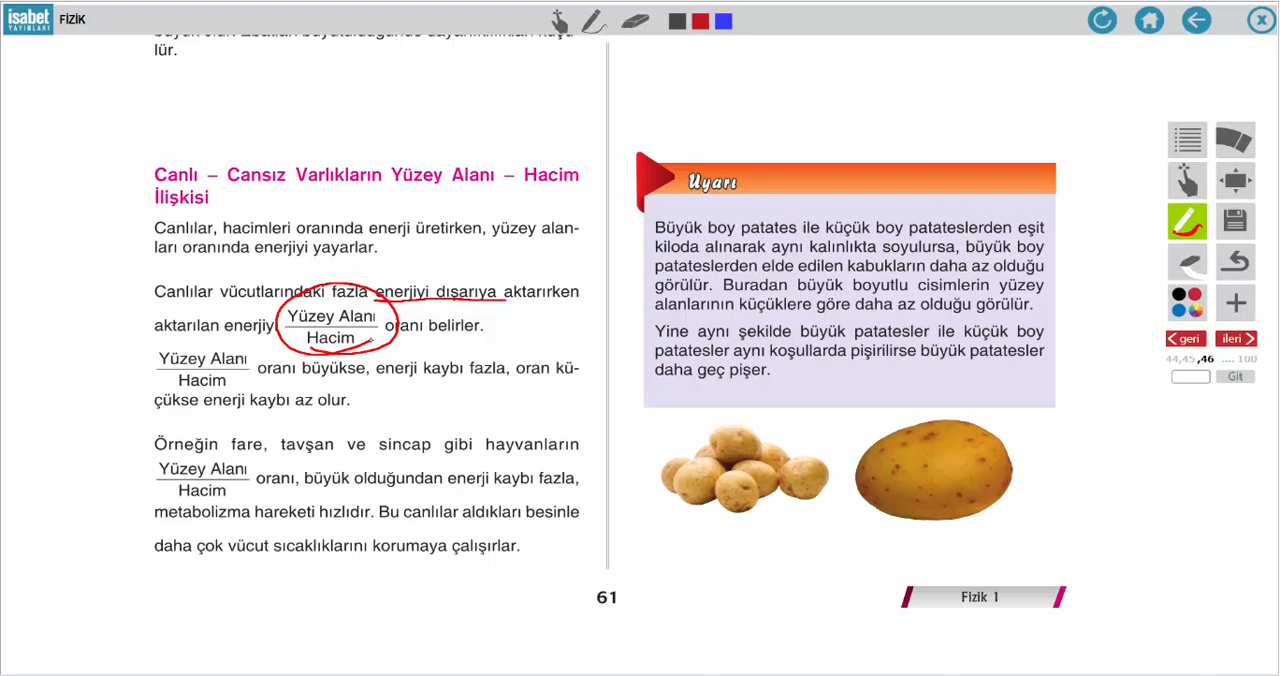 isabet
YAYINLARI
FİZİK
lür.
Canlı – Cansız Varlıkların Yüzey Alanı – Hacim
İlişkisi
Canlılar, hacimleri oranında enerji üretirken, yüzey alan-
ları oranında enerjiyi yayarlar.
Canlılar vücutlarındaki fazla enerjiyi dışarıya aktarırken
aktarılan enerjiyi Yüzey Alanı
Hacim
oranı belirler.
Yüzey Alanı
Hacim
oranı büyükse, enerji kaybı fazla, oran kü-
çükse enerji kaybı az olur.
Örneğin fare, tavşan ve sincap gibi hayvanların
Yüzey Alanı
Hacim
oranı, büyük olduğundan enerji kaybı fazla,
metabolizma hareketi hızlıdır. Bu canlılar aldıkları besinle
daha çok vücut sıcaklıklarını korumaya çalışırlar.
Uyarı
Büyük boy patates ile küçük boy patateslerden eşit
kiloda alınarak aynı kalınlıkta soyulursa, büyük boy
patateslerden elde edilen kabukların daha az olduğu
görülür. Buradan büyük boyutlu cisimlerin yüzey
alanlarının küçüklere göre daha az olduğu görülür.
Yine aynı şekilde büyük patatesler ile küçük boy
patatesler aynı koşullarda pişirilirse büyük patatesler
daha geç pişer.
61
Fizik 1
geri
ileri
44,45,46 .... 100
Git